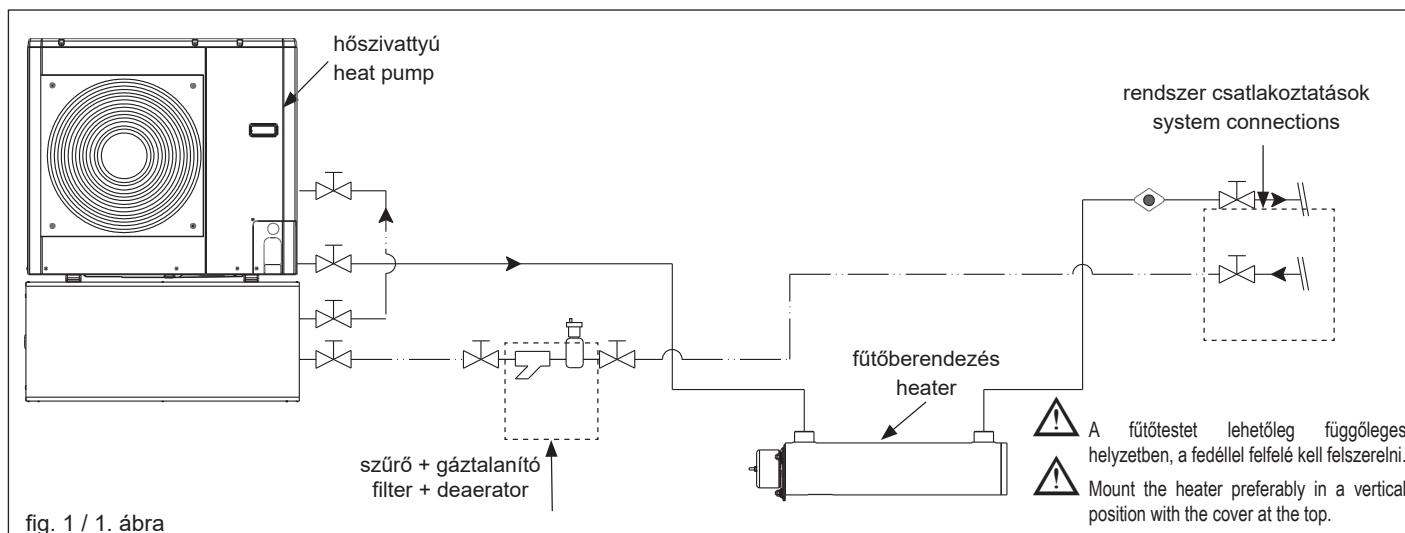 hőszivattyú
heat pump
rendszer csatlakoztatások
system connections
fűtőberendezés
heater
szűrő + gáztalanító
filter + deaerator
A fűtőtestet lehetőleg függőleges
helyzetben, a fedéllel felfelé kell felszerelni.
Mount the heater preferably in a vertical
position with the cover at the top.
fig. 1 / 1. ábra